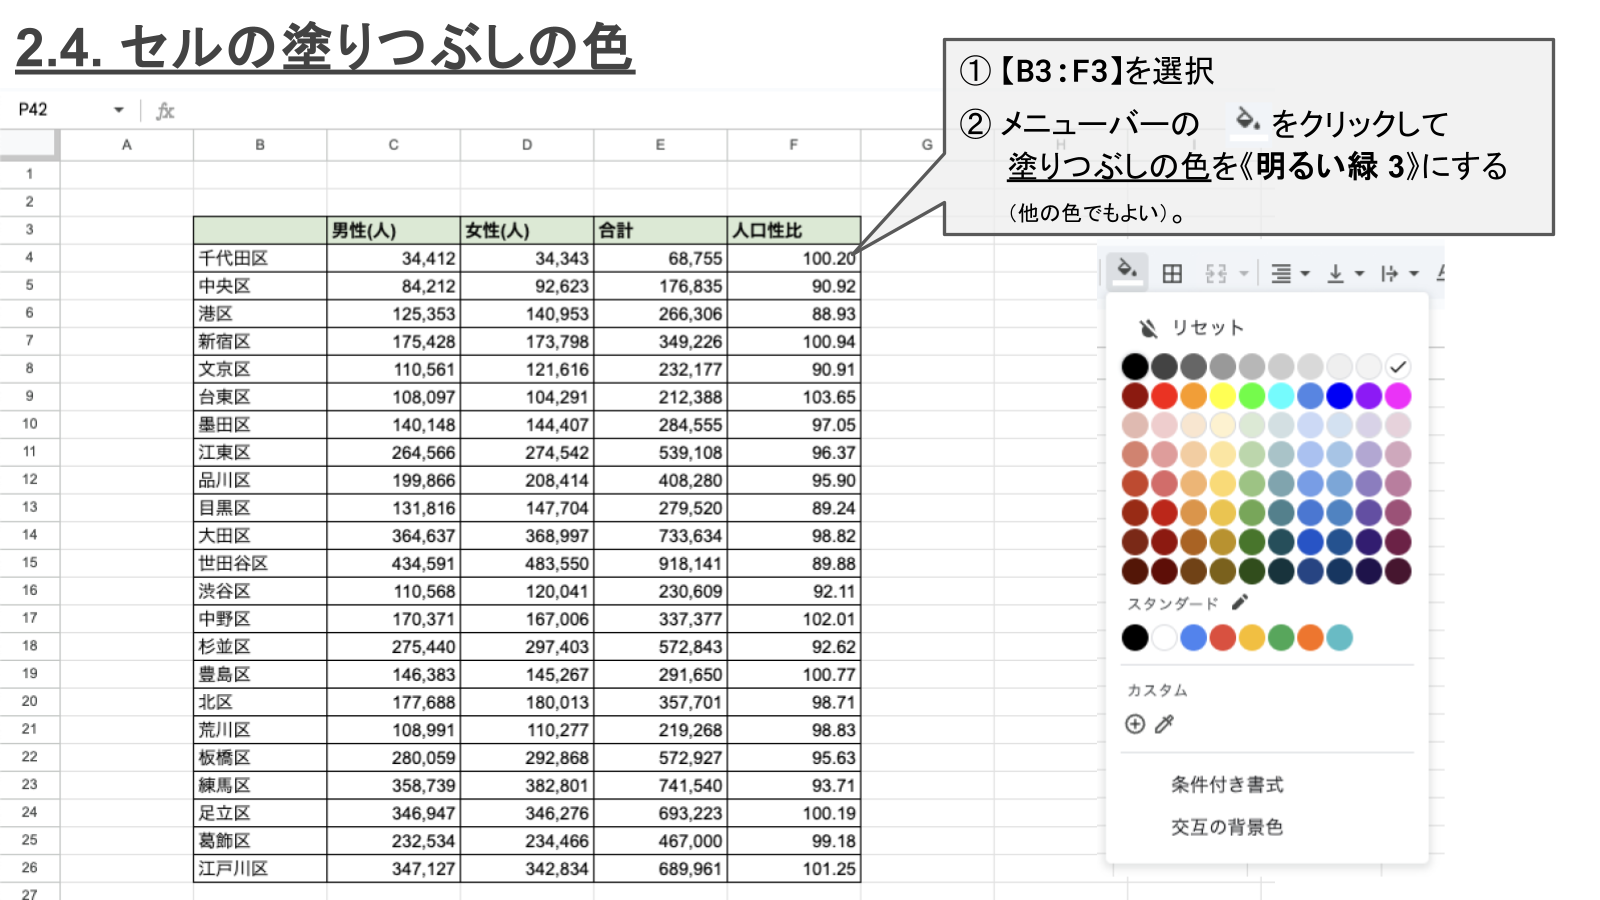 2.4. セルの塗りつぶしの色
① 【B3:F3】を選択
② メニューバーの をクリックして
塗りつぶしの色を《明るい緑 3》にする
（他の色でもよい）。
P42 fx
A B C D E F G H I
1
2
3 男性(人) 女性(人) 合計 人口性比
4 千代田区 34,412 34,343 68,755 100.20
5 中央区 84,212 92,623 176,835 90.92
6 港区 125,353 140,953 266,306 88.93
7 新宿区 175,428 173,798 349,226 100.94
8 文京区 110,561 121,616 232,177 90.91
9 台東区 108,097 104,291 212,388 103.65
10 墨田区 140,148 144,407 284,555 97.05
11 江東区 264,566 274,542 539,108 96.37
12 品川区 199,866 208,414 408,280 95.90
13 目黒区 131,816 147,704 279,520 89.24
14 大田区 364,637 368,997 733,634 98.82
15 世田谷区 434,591 483,550 918,141 89.88
16 渋谷区 110,568 120,041 230,609 92.11
17 中野区 170,371 167,006 337,377 102.01
18 杉並区 275,440 297,403 572,843 92.62
19 豊島区 146,383 145,267 291,650 100.77
20 北区 177,688 180,013 357,701 98.71
21 荒川区 108,991 110,277 219,268 98.83
22 板橋区 280,059 292,868 572,927 95.63
23 練馬区 358,739 382,801 741,540 93.71
24 足立区 346,947 346,276 693,223 100.19
25 葛飾区 232,534 234,466 467,000 99.18
26 江戸川区 347,127 342,834 689,961 101.25
27
リセット
スタンダード
カスタム
条件付き書式
交互の背景色